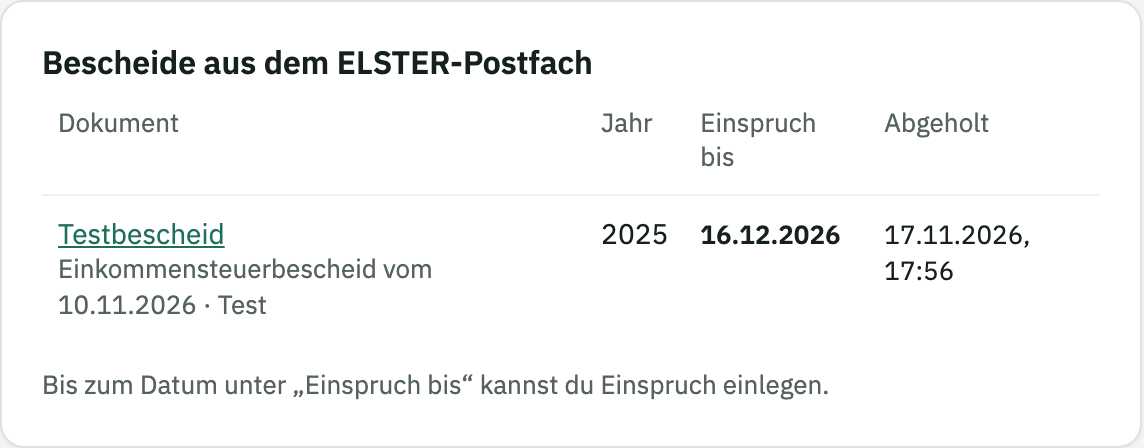 Bescheide aus dem ELSTER-Postfach
Dokument Jahr Einspruch bis Abgeholt
Testbescheid 2025 16.12.2026 17.11.2026, 17:56
Einkommensteuerbescheid vom
10.11.2026 · Test
Bis zum Datum unter „Einspruch bis“ kannst du Einspruch einlegen.